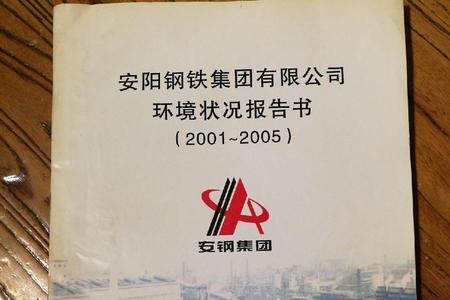 安阳钢铁集团有限公司
环境状况报告书
(2001~2005)
安钢集团